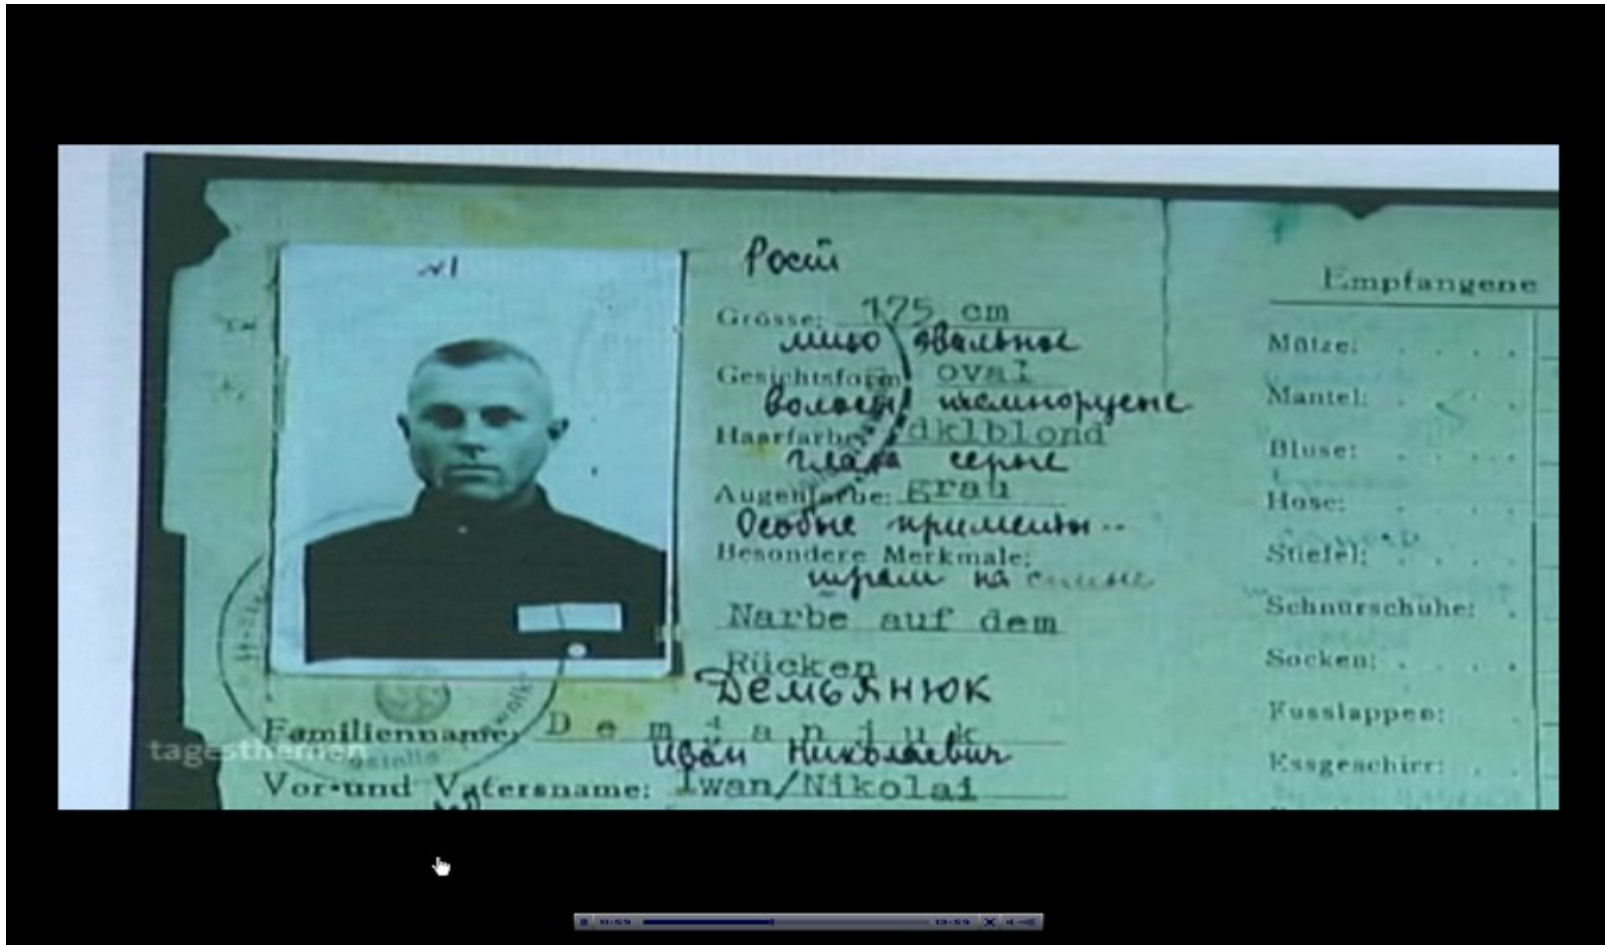 N1
Рост
Grösse: 175 cm
лицо овальное
Gesichtsform: oval
волосы темнорусые
Haarfarbe: dklblond
глаза серые
Augenfarbe: grau
Особые приметы..
Besondere Merkmale:
шрам на спине
Narbe auf dem
Rücken
Демьянюк
Familienname: Demjanjuk
Иван Николаевич
Vor-und Vatersname: Iwan/Nikolai
Empfangene
Mütze:
Mantel:
Bluse:
Hose:
Stiefel:
Schnürschuhe:
Socken:
Fusslappen:
Essgeschirr:
tagesthemen